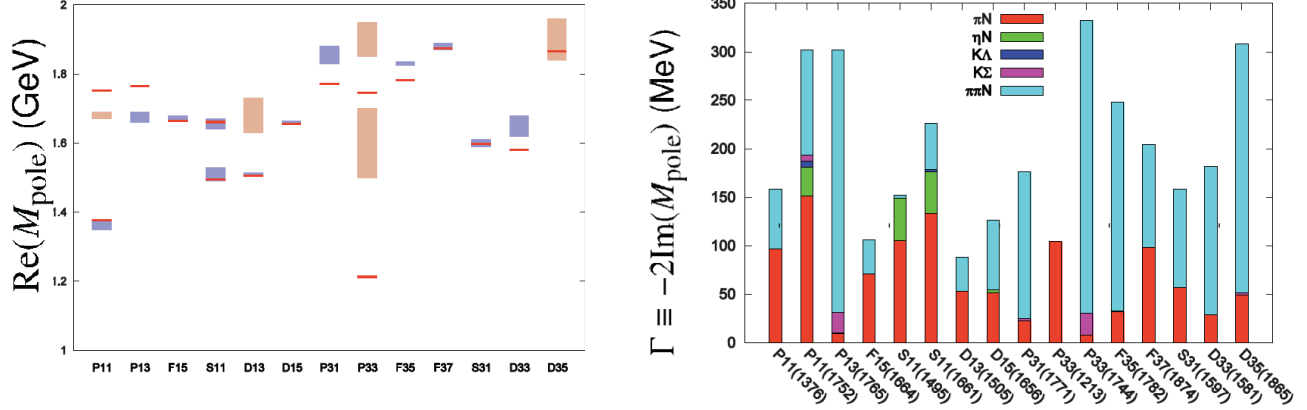 Re(M_pole) (GeV)
2
1.8
1.6
1.4
1.2
1
P11 P13 F15 S11 D13 D15 P31 P33 F35 F37 S31 D33 D35
Γ ≡ −2Im(M_pole) (MeV)
350
300
250
200
150
100
50
0
πN
ηN
KΛ
KΣ
ππN
P11(1376)
P11(1752)
P13(1765)
F15(1664)
S11(1495)
S11(1661)
D13(1505)
D15(1656)
P31(1771)
P33(1213)
P33(1744)
F35(1782)
F37(1874)
S31(1597)
D33(1581)
D35(1865)